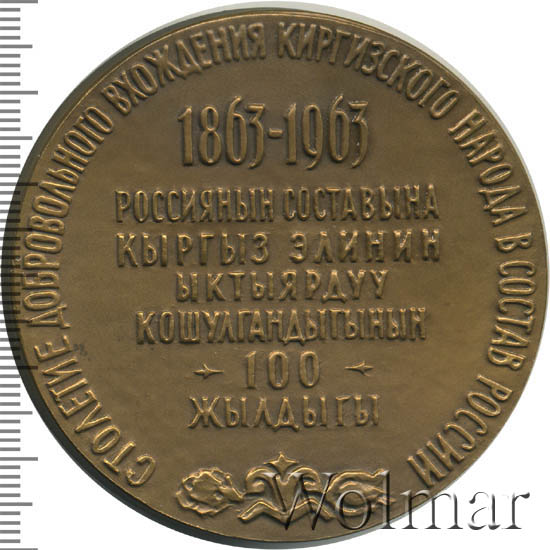 СТОЛЕТИЕ ДОБРОВОЛЬНОГО ВХОЖДЕНИЯ КИРГИЗСКОГО НАРОДА В СОСТАВ РОССИИ
1863-1963
РОССИЯНЫН СОСТАВЫНА
КЫРГЫЗ ЭЛИНИН
ЫКТЫЯРДУУ
КОШУЛГАНДЫГЫНЫН
100
ЖЫЛДЫГЫ
Wolmar